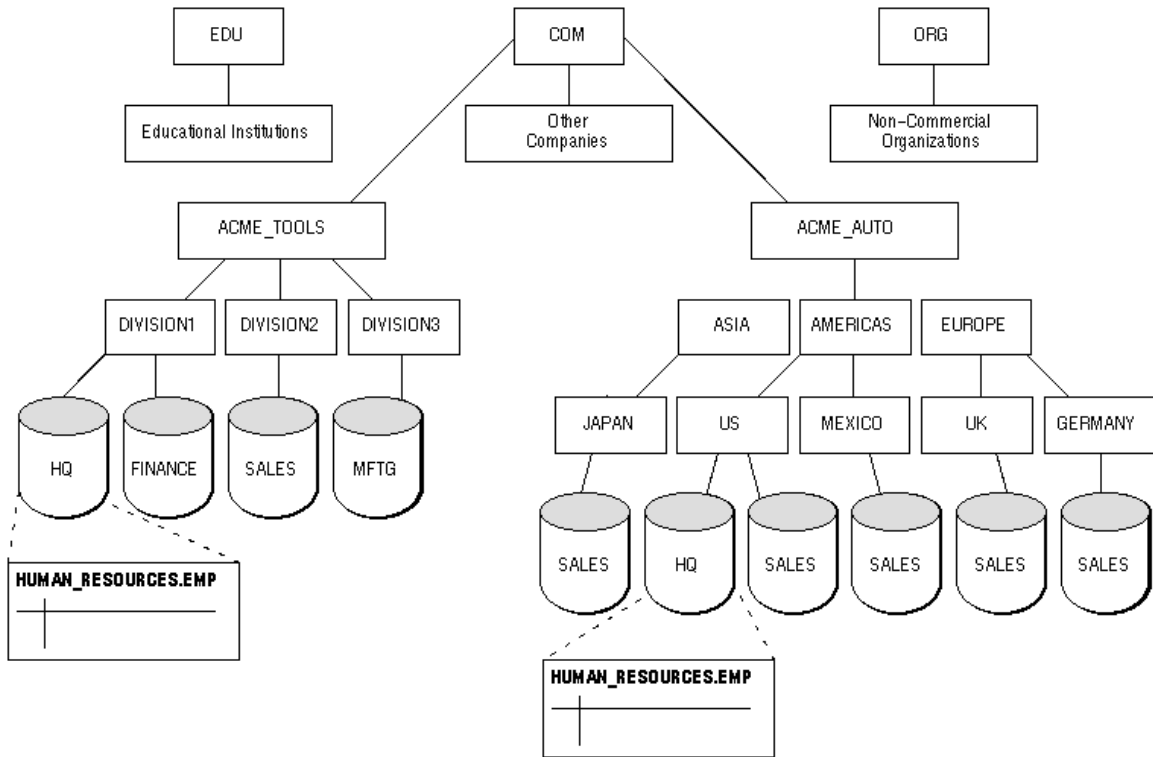 EDU
COM
ORG
Educational Institutions
Other
Companies
Non-Commercial
Organizations
ACME_TOOLS
ACME_AUTO
DIVISION1
DIVISION2
DIVISION3
ASIA
AMERICAS
EUROPE
JAPAN
US
MEXICO
UK
GERMANY
HQ
FINANCE
SALES
MFTG
SALES
HQ
SALES
SALES
SALES
SALES
HUMAN_RESOURCES.EMP
HUMAN_RESOURCES.EMP